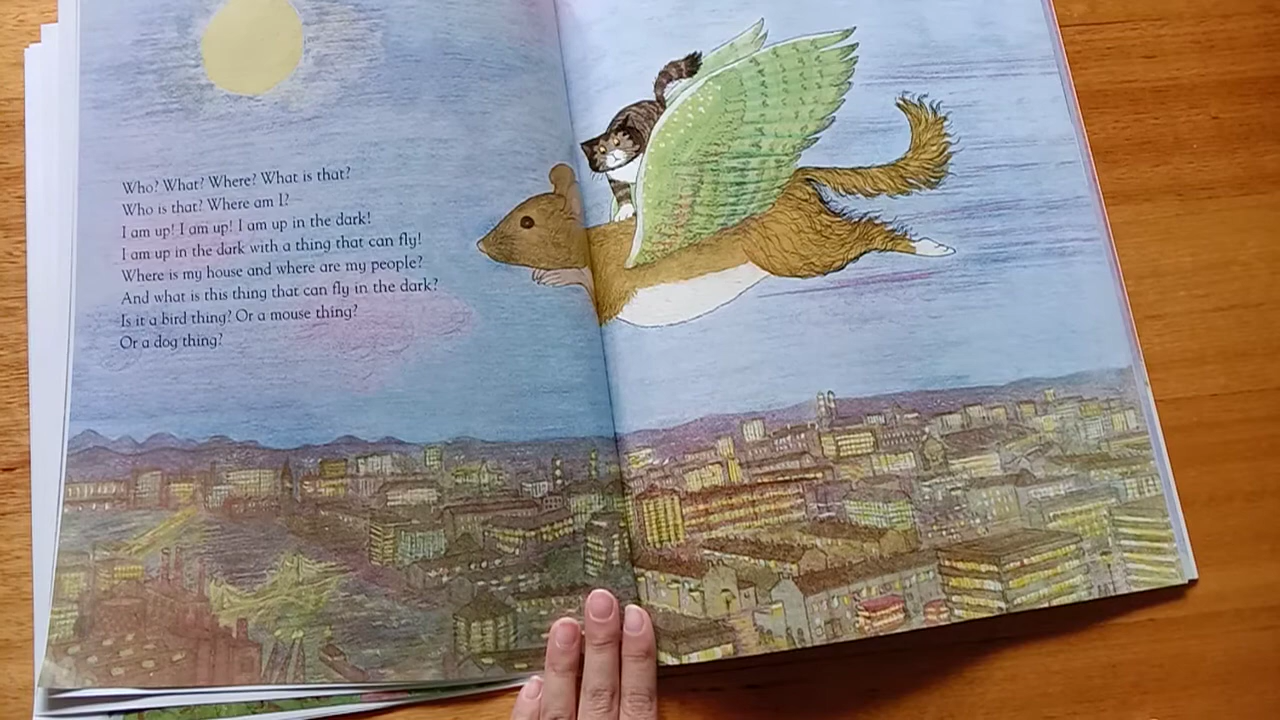 Who? What? Where? What is that?
Who is that? Where am I?
I am up! I am up! I am up in the dark!
I am up in the dark with a thing that can fly!
Where is my house and where are my people?
And what is this thing that can fly in the dark?
Is it a bird thing? Or a mouse thing?
Or a dog thing?